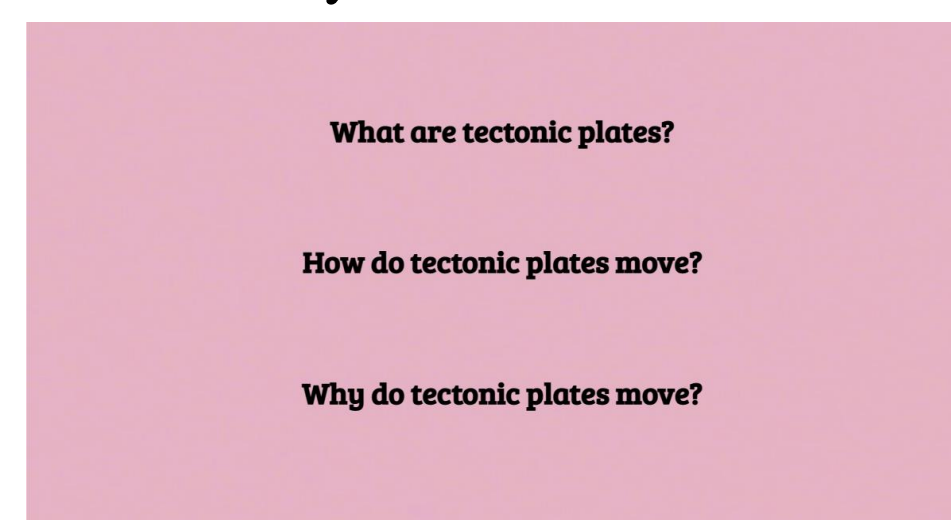 What are tectonic plates?
How do tectonic plates move?
Why do tectonic plates move?